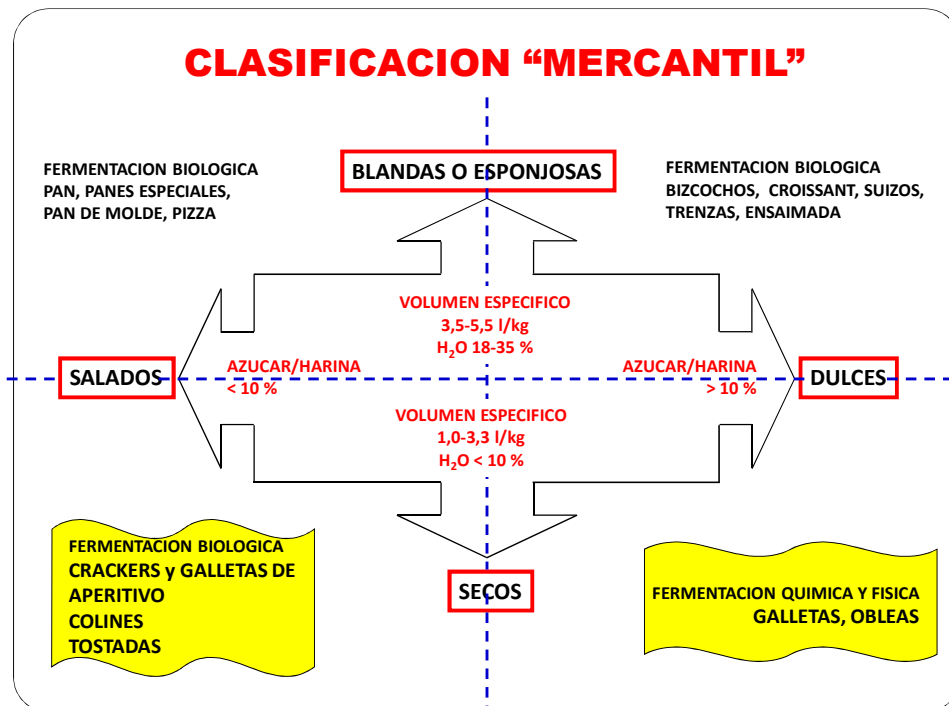 CLASIFICACION “MERCANTIL”
FERMENTACION BIOLOGICA
PAN, PANES ESPECIALES,
PAN DE MOLDE, PIZZA
BLANDAS O ESPONJOSAS
FERMENTACION BIOLOGICA
BIZCOCHOS, CROISSANT, SUIZOS,
TRENZAS, ENSAIMADA
VOLUMEN ESPECIFICO
3,5-5,5 l/kg
H₂O 18-35 %
SALADOS
AZUCAR/HARINA
< 10 %
AZUCAR/HARINA
> 10 %
DULCES
VOLUMEN ESPECIFICO
1,0-3,3 l/kg
H₂O < 10 %
FERMENTACION BIOLOGICA
CRACKERS y GALLETAS DE
APERITIVO
COLINES
TOSTADAS
SECOS
FERMENTACION QUIMICA Y FISICA
GALLETAS, OBLEAS